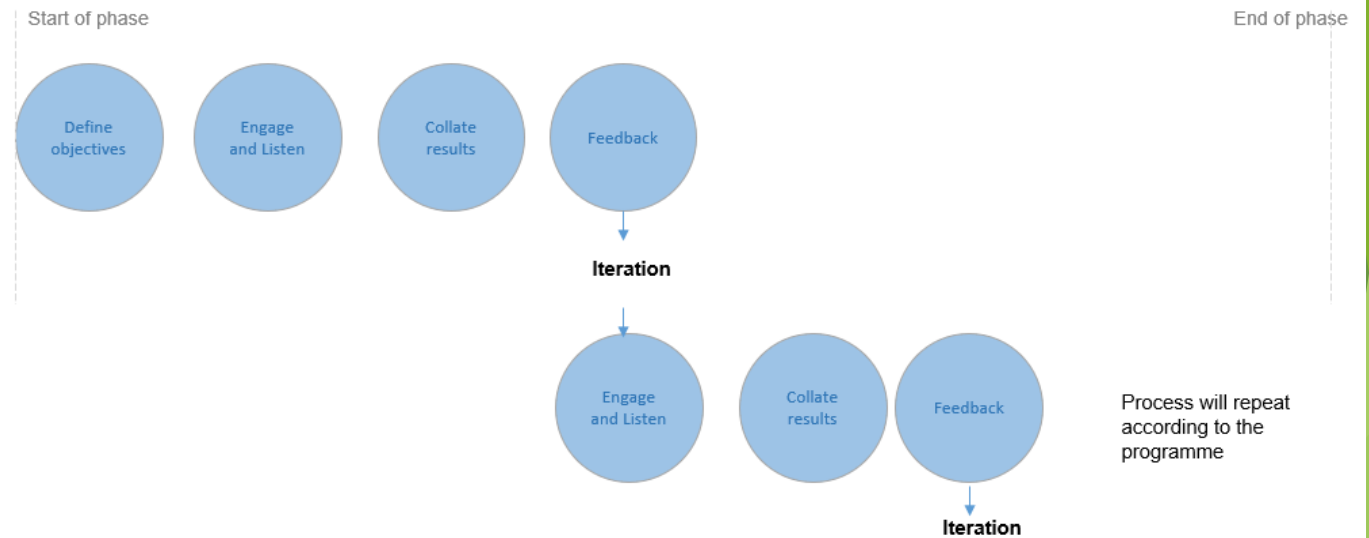 Start of phase
End of phase
Define
objectives
Engage
and Listen
Collate
results
Feedback
Iteration
Engage
and Listen
Collate
results
Feedback
Process will repeat
according to the
programme
Iteration